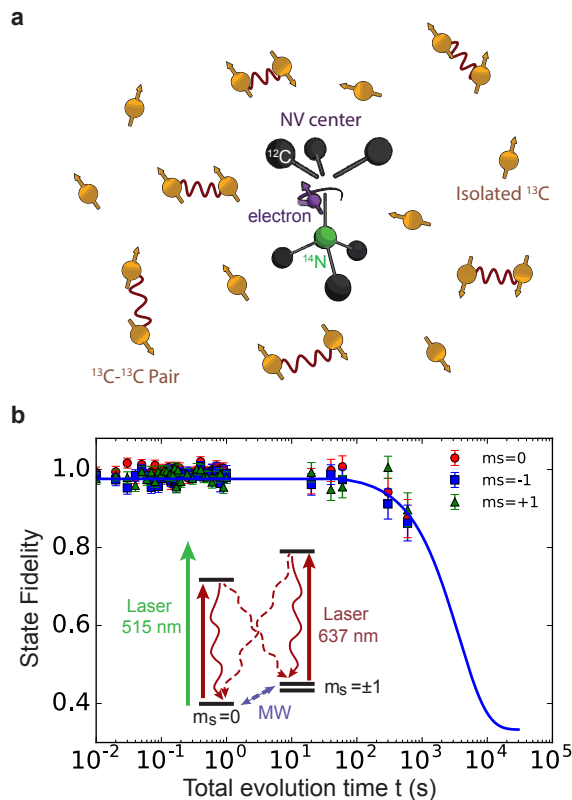 a
NV center
¹²C
electron
¹⁴N
Isolated ¹³C
¹³C-¹³C Pair
b
ms=0
ms=-1
ms=+1
1.0
0.8
0.6
0.4
State Fidelity
Laser
515 nm
Laser
637 nm
mₛ=0
MW
mₛ=±1
10⁻² 10⁻¹ 10⁰ 10¹ 10² 10³ 10⁴ 10⁵
Total evolution time t (s)